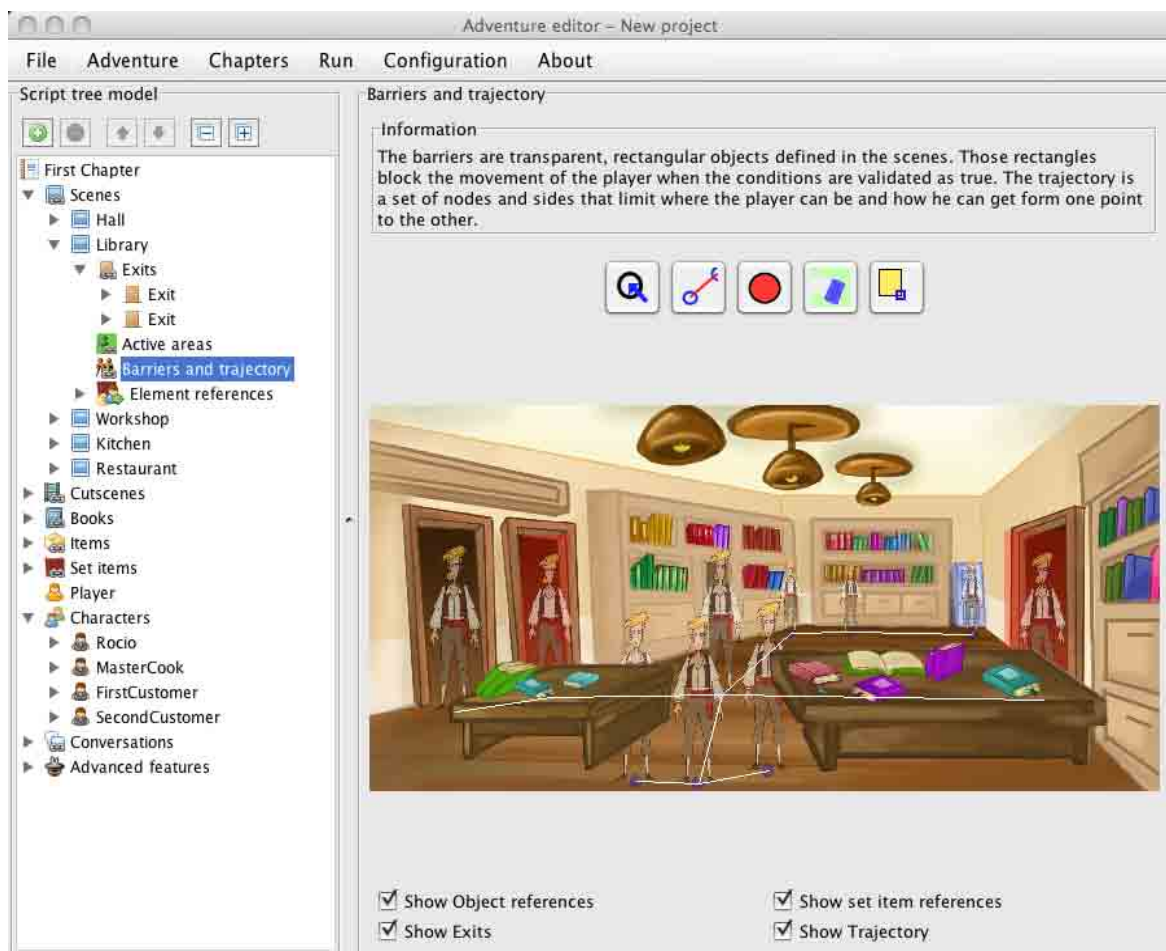 Adventure editor – New project
File Adventure Chapters Run Configuration About
Script tree model
First Chapter
Scenes
Hall
Library
Exits
Exit
Exit
Active areas
Barriers and trajectory
Element references
Workshop
Kitchen
Restaurant
Cutscenes
Books
Items
Set items
Player
Characters
Rocio
MasterCook
FirstCustomer
SecondCustomer
Conversations
Advanced features
Barriers and trajectory
Information
The barriers are transparent, rectangular objects defined in the scenes. Those rectangles
block the movement of the player when the conditions are validated as true. The trajectory is
a set of nodes and sides that limit where the player can be and how he can get form one point
to the other.
Show Object references
Show set item references
Show Exits
Show Trajectory